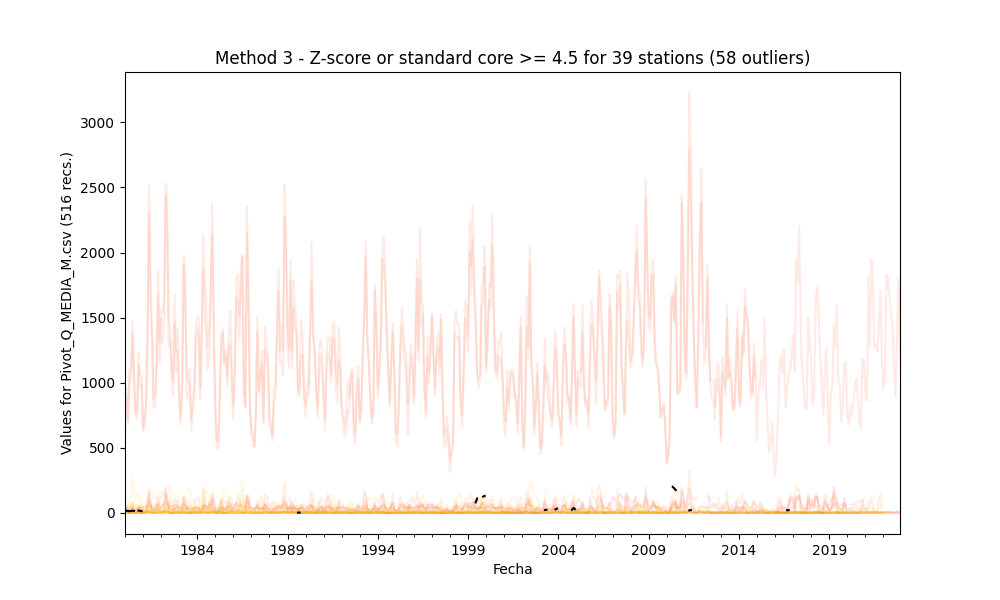 Method 3 - Z-score or standard core >= 4.5 for 39 stations (58 outliers)
Values for Pivot_Q_MEDIA_M.csv (516 recs.)
3000
2500
2000
1500
1000
500
0
1984 1989 1994 1999 2004 2009 2014 2019
Fecha